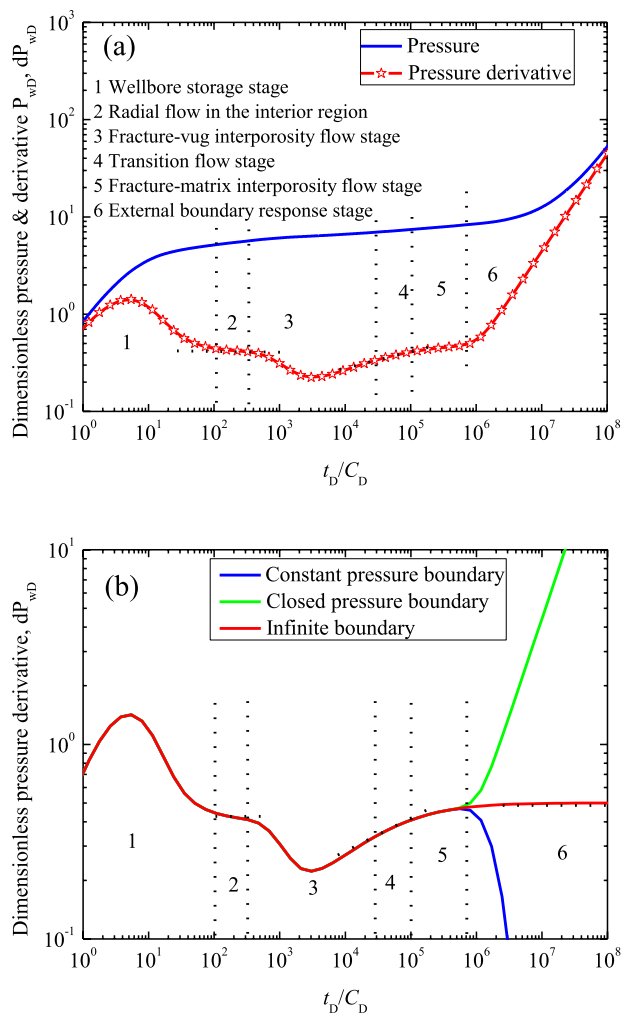 (a)
Pressure
Pressure derivative
1 Wellbore storage stage
2 Radial flow in the interior region
3 Fracture-vug interporosity flow stage
4 Transition flow stage
5 Fracture-matrix interporosity flow stage
6 External boundary response stage
Dimensionless pressure & derivative P_wD, dP_wD
10^3
10^2
10^1
10^0
10^-1
1
2
3
4
5
6
10^0 10^1 10^2 10^3 10^4 10^5 10^6 10^7 10^8
t_D/C_D
(b)
Constant pressure boundary
Closed pressure boundary
Infinite boundary
Dimensionless pressure derivative, dP_wD
10^1
10^0
10^-1
1
2
3
4
5
6
10^0 10^1 10^2 10^3 10^4 10^5 10^6 10^7 10^8
t_D/C_D